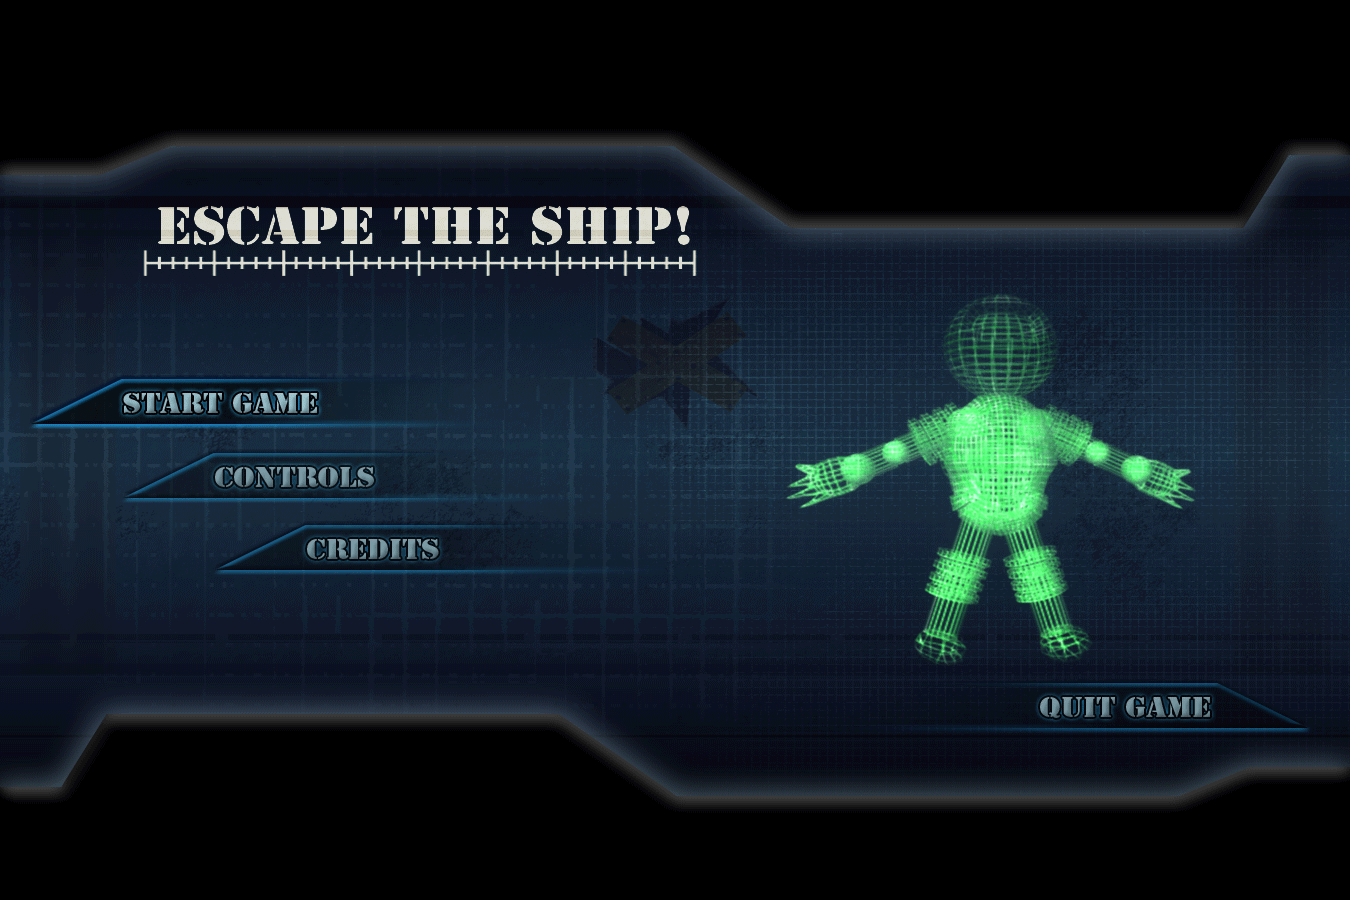 ESCAPE THE SHIP!
START GAME
CONTROLS
CREDITS
QUIT GAME